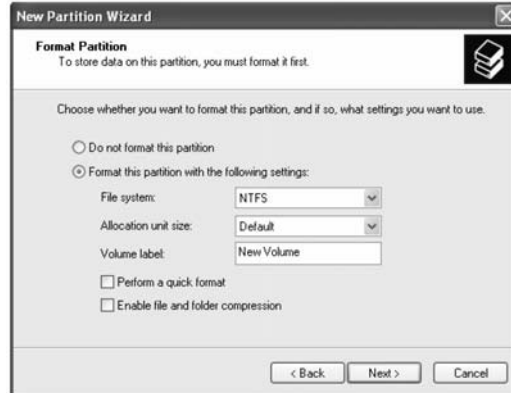 New Partition Wizard
Format Partition
To store data on this partition, you must format it first.
Choose whether you want to format this partition, and if so, what settings you want to use.
Do not format this partition
Format this partition with the following settings:
File system: NTFS
Allocation unit size: Default
Volume label: New Volume
Perform a quick format
Enable file and folder compression
< Back Next > Cancel